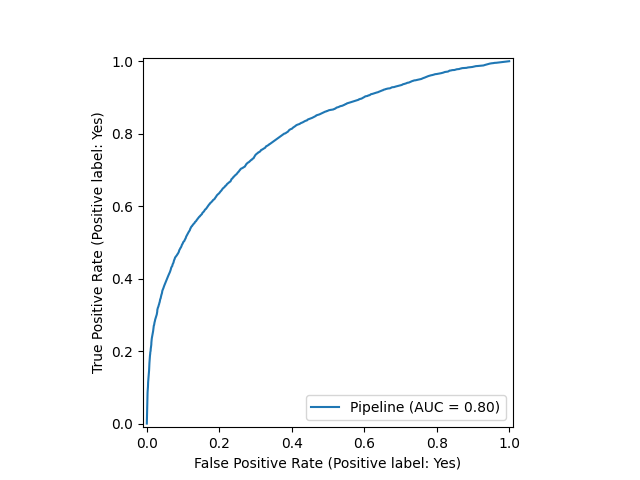 1.0
0.8
0.6
0.4
0.2
0.0
True Positive Rate (Positive label: Yes)
Pipeline (AUC = 0.80)
0.0 0.2 0.4 0.6 0.8 1.0
False Positive Rate (Positive label: Yes)